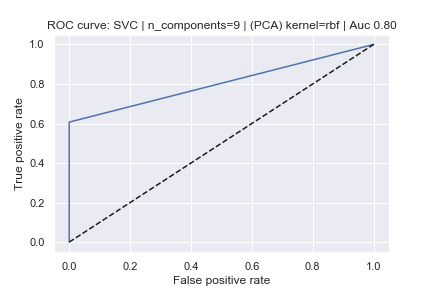 ROC curve: SVC | n_components=9 | (PCA) kernel=rbf | Auc 0.80
1.0
0.8
0.6
0.4
0.2
0.0
True positive rate
0.0 0.2 0.4 0.6 0.8 1.0
False positive rate